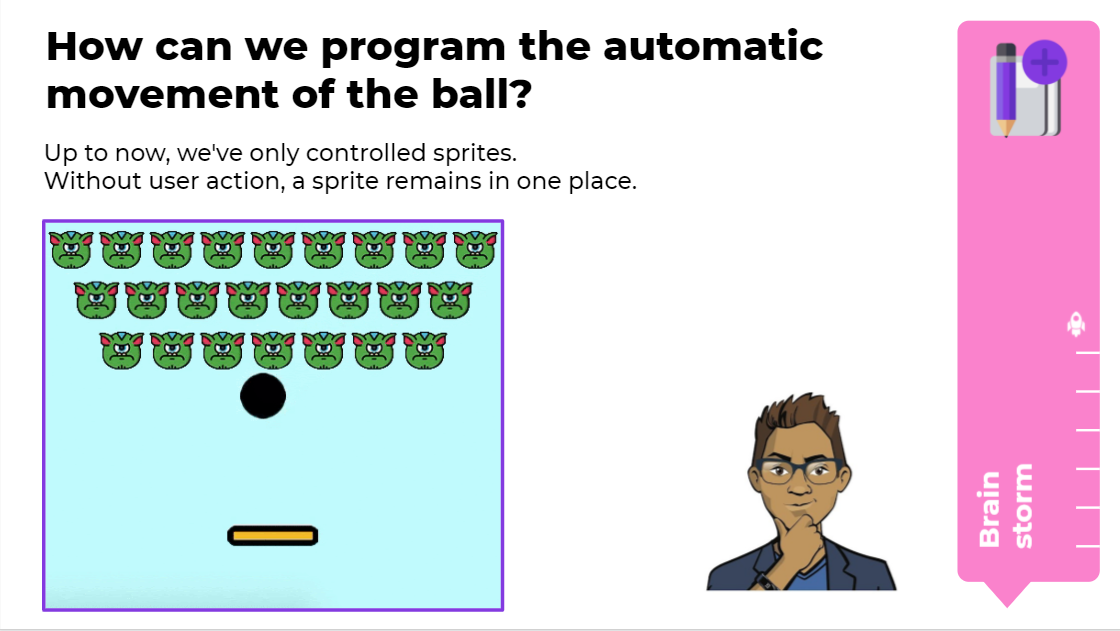 How can we program the automatic
movement of the ball?
Up to now, we've only controlled sprites.
Without user action, a sprite remains in one place.
Brain
storm